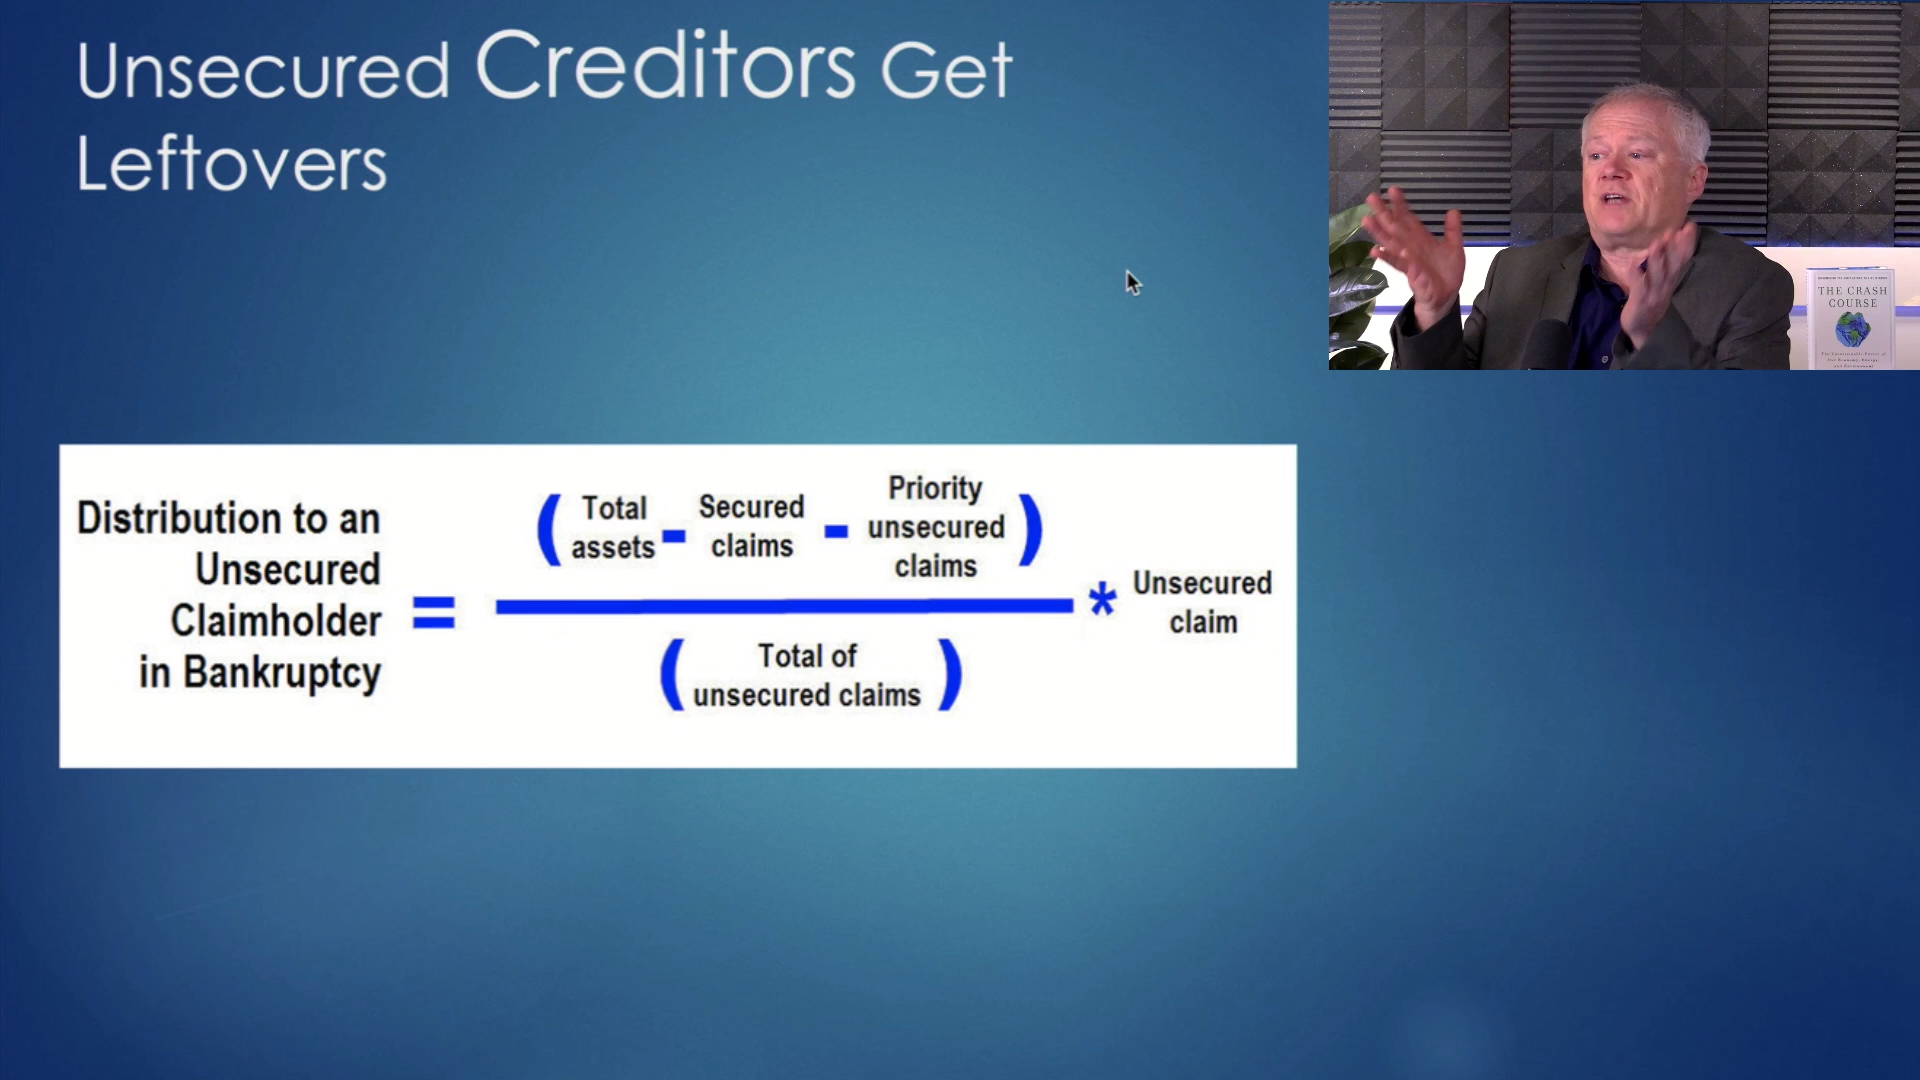 Unsecured Creditors Get
Leftovers
THE CRASH
COURSE
Distribution to an
Unsecured
Claimholder
in Bankruptcy
=
( Total
assets
-
Secured
claims
-
Priority
unsecured
claims )
( Total of
unsecured claims )
*
Unsecured
claim